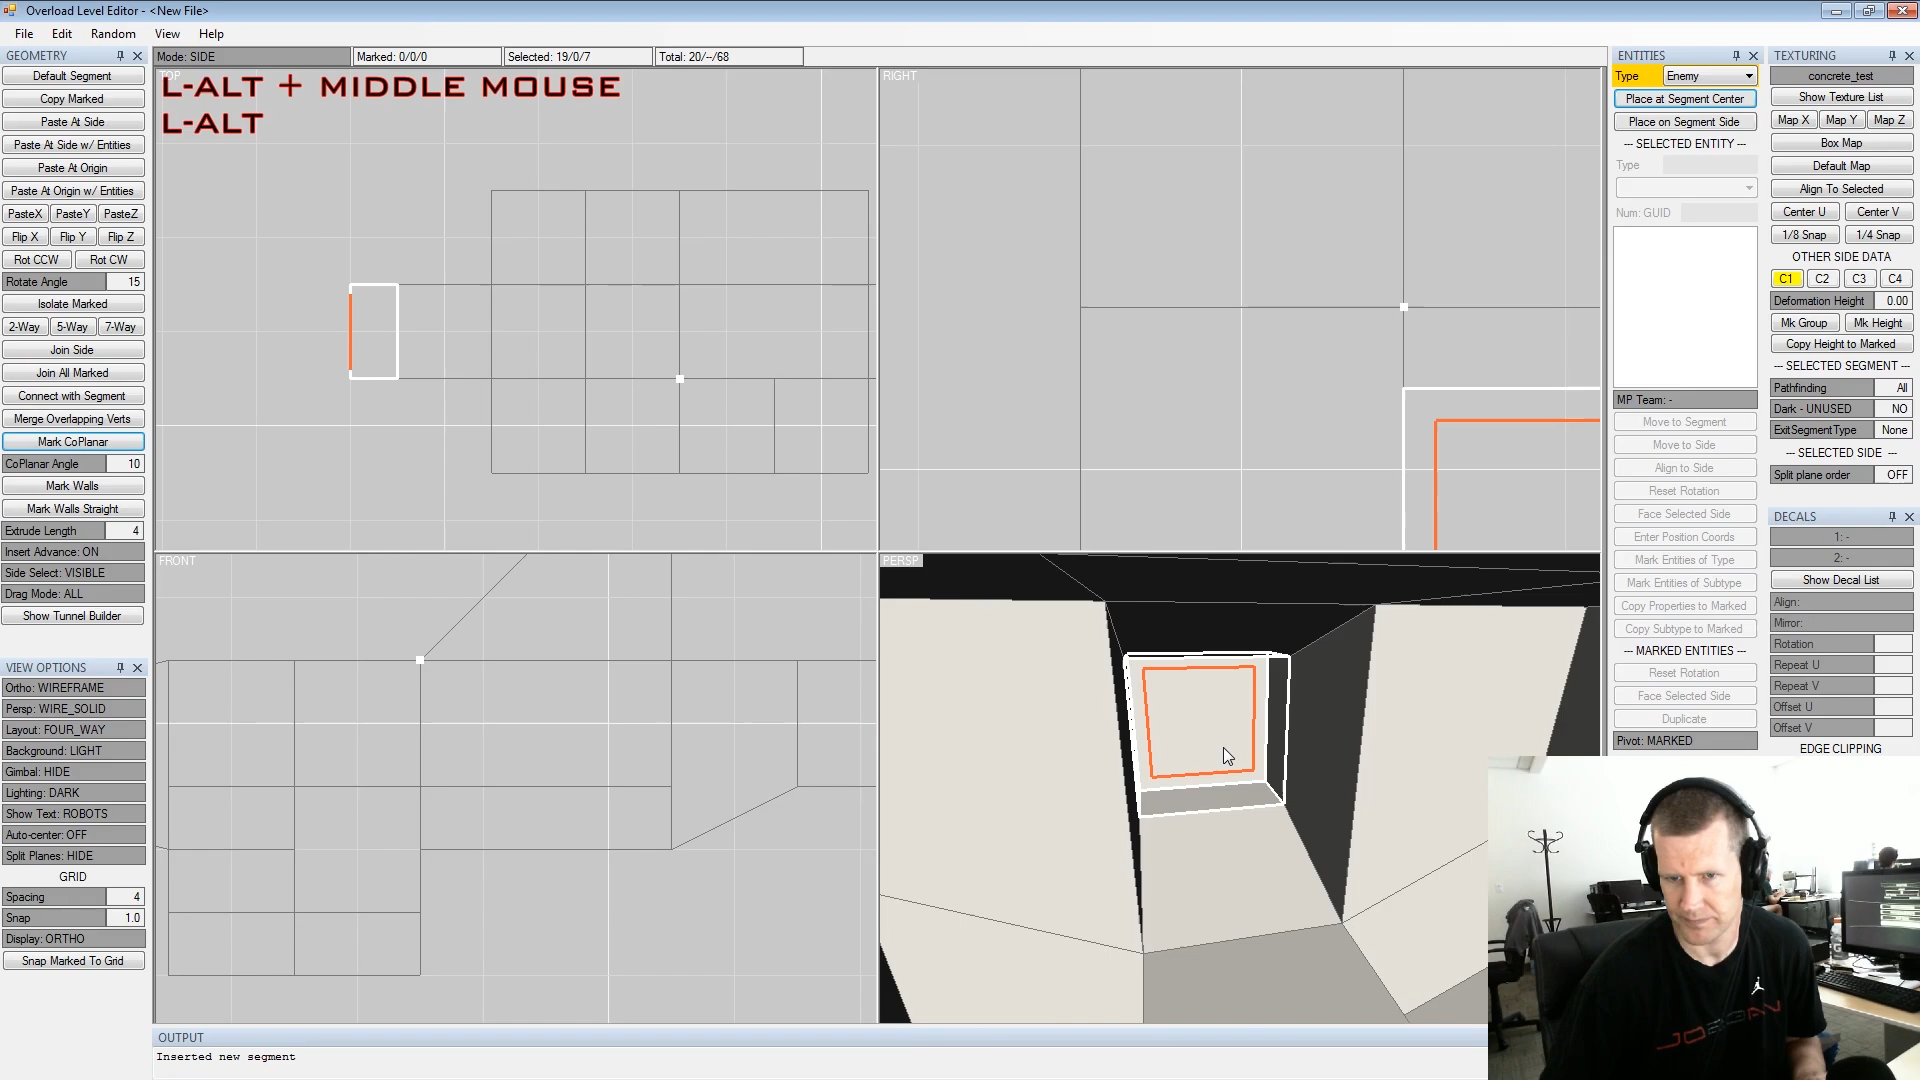 Overload Level Editor - <New File>
File Edit Random View Help
GEOMETRY
Default Segment
Copy Marked
Paste At Side
Paste At Side w/ Entities
Paste At Origin
Paste At Origin w/ Entities
PasteX PasteY PasteZ
Flip X Flip Y Flip Z
Rot CCW Rot CW
Rotate Angle 15
Isolate Marked
2-Way 5-Way 7-Way
Join Side
Join All Marked
Connect with Segment
Merge Overlapping Verts
Mark CoPlanar
CoPlanar Angle 10
Mark Walls
Mark Walls Straight
Extrude Length 4
Insert Advance: ON
Side Select: VISIBLE
Drag Mode: ALL
Show Tunnel Builder
VIEW OPTIONS
Ortho: WIREFRAME
Persp: WIRE_SOLID
Layout: FOUR_WAY
Background: LIGHT
Gimbal: HIDE
Lighting: DARK
Show Text: ROBOTS
Auto-center: OFF
Split Planes: HIDE
GRID
Spacing 4
Snap 1.0
Display: ORTHO
Snap Marked To Grid
Mode: SIDE Marked: 0/0/0 Selected: 19/0/7 Total: 20/--/68
TOP
L-ALT + MIDDLE MOUSE
L-ALT
RIGHT
FRONT
PERSP
OUTPUT
Inserted new segment
ENTITIES
Type Enemy
Place at Segment Center
Place on Segment Side
--- SELECTED ENTITY ---
Type
Num: GUID
MP Team: -
Move to Segment
Move to Side
Align to Side
Reset Rotation
Face Selected Side
Enter Position Coords
Mark Entities of Type
Mark Entities of Subtype
Copy Properties to Marked
Copy Subtype to Marked
--- MARKED ENTITIES ---
Reset Rotation
Face Selected Side
Duplicate
Pivot: MARKED
TEXTURING
concrete_test
Show Texture List
Map X Map Y Map Z
Box Map
Default Map
Align To Selected
Center U Center V
1/8 Snap 1/4 Snap
OTHER SIDE DATA
C1 C2 C3 C4
Deformation Height 0.00
Mk Group Mk Height
Copy Height to Marked
--- SELECTED SEGMENT ---
Pathfinding All
Dark - UNUSED NO
ExitSegmentType None
--- SELECTED SIDE ---
Split plane order OFF
DECALS
1: -
2: -
Show Decal List
Align:
Mirror:
Rotation
Repeat U
Repeat V
Offset U
Offset V
EDGE CLIPPING